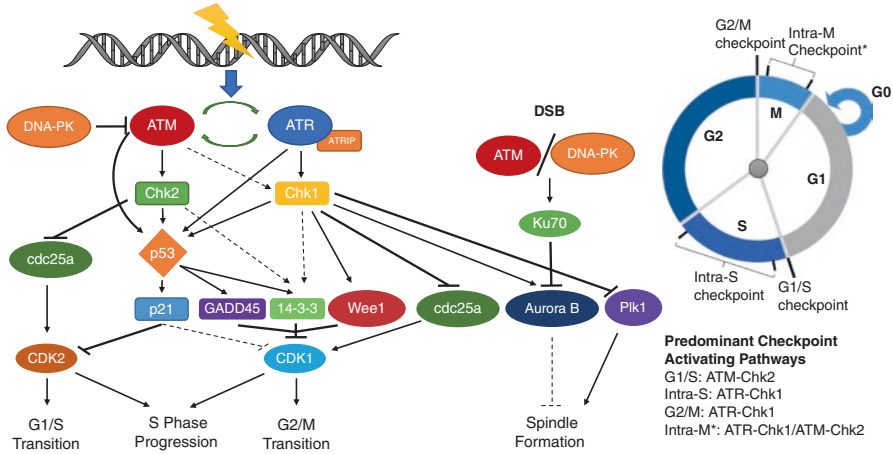 DNA-PK
ATM
ATR
ATRIP
Chk2
Chk1
cdc25a
p53
p21
GADD45
14-3-3
Wee1
cdc25a
Aurora B
Plk1
CDK2
CDK1
G1/S
Transition
S Phase
Progression
G2/M
Transition
Spindle
Formation
DSB
ATM
DNA-PK
Ku70
G2/M
checkpoint
Intra-M
Checkpoint*
G0
M
G2
G1
S
Intra-S
checkpoint
G1/S
checkpoint
Predominant Checkpoint
Activating Pathways
G1/S: ATM-Chk2
Intra-S: ATR-Chk1
G2/M: ATR-Chk1
Intra-M*: ATR-Chk1/ATM-Chk2